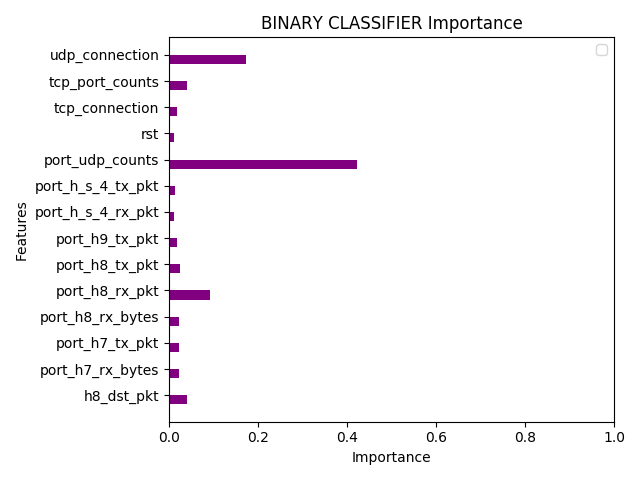 BINARY CLASSIFIER Importance
udp_connection
tcp_port_counts
tcp_connection
rst
port_udp_counts
port_h_s_4_tx_pkt
port_h_s_4_rx_pkt
port_h9_tx_pkt
port_h8_tx_pkt
port_h8_rx_pkt
port_h8_rx_bytes
port_h7_tx_pkt
port_h7_rx_bytes
h8_dst_pkt
Features
0.0 0.2 0.4 0.6 0.8 1.0
Importance